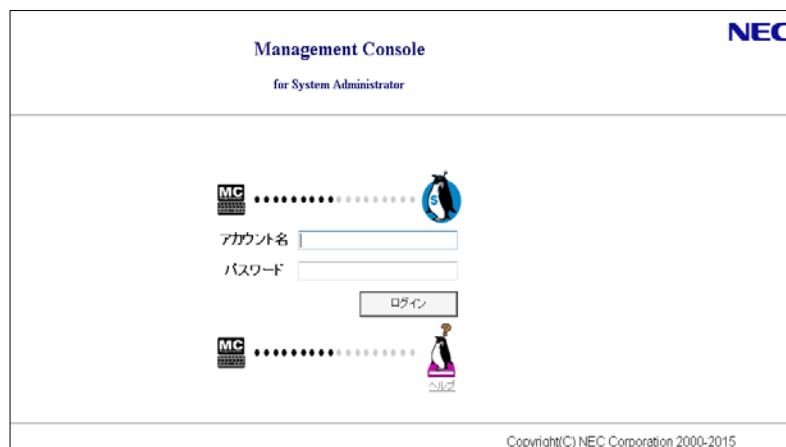 NEC
Management Console
for System Administrator
MC
S
アカウント名
パスワード
ログイン
MC
?
ヘルプ
Copyright(C) NEC Corporation 2000-2015